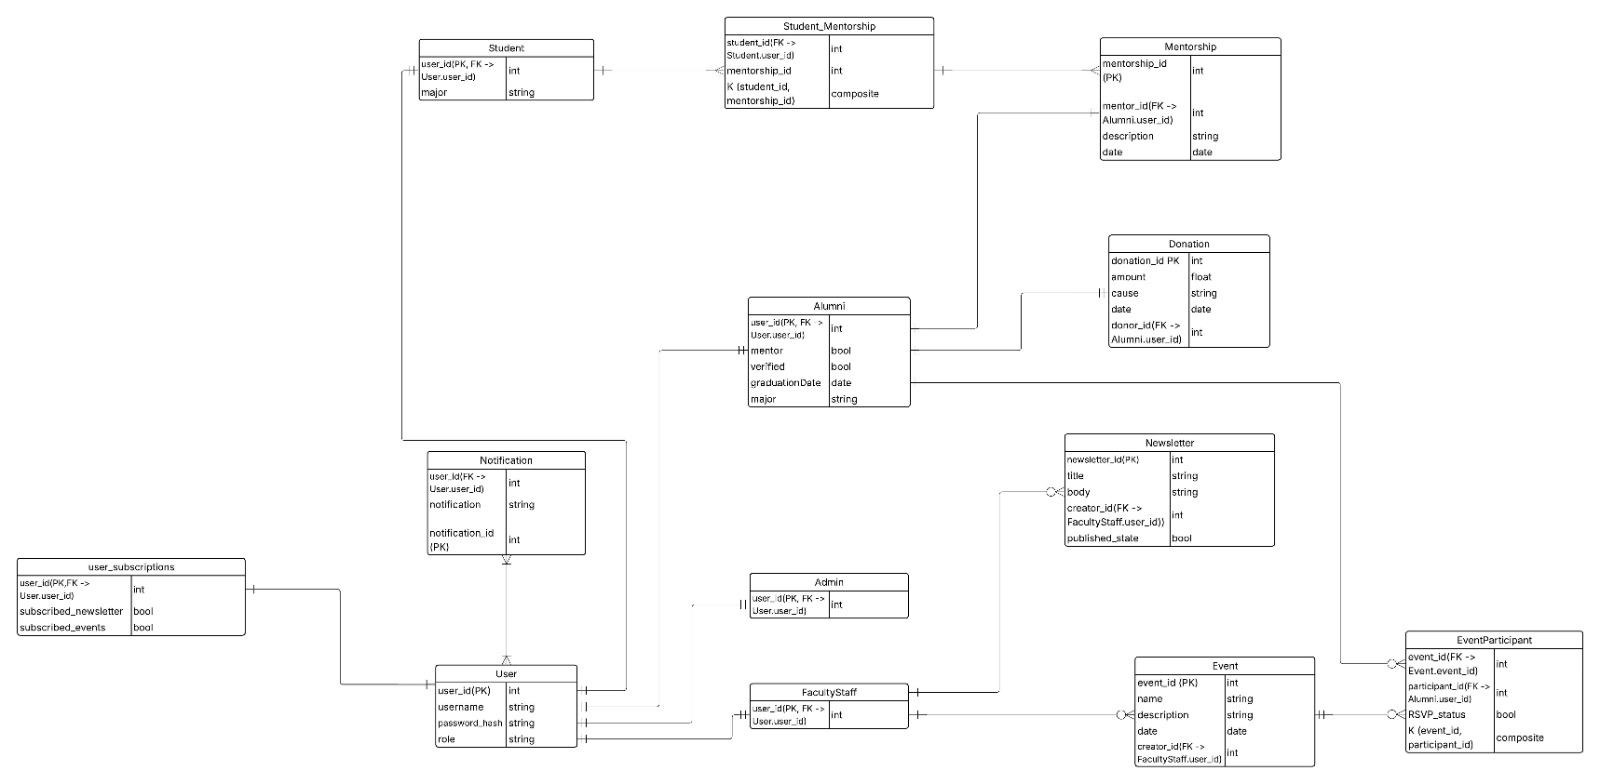 Student_Mentorship
student_id(FK ->
Student.user_id)
int
mentorship_id
int
K (student_id,
mentorship_id)
composite
Student
user_id(PK, FK ->
User.user_id)
int
major
string
Mentorship
mentorship_id
(PK)
int
mentor_id(FK ->
Alumni.user_id)
int
description
string
date
date
Donation
donation_id PK
int
amount
float
cause
string
date
date
donor_id(FK ->
Alumni.user_id)
int
Alumni
user_id(PK, FK ->
User.user_id)
int
mentor
bool
verified
bool
graduationDate
date
major
string
Newsletter
newsletter_id(PK)
int
title
string
body
string
creator_id(FK ->
FacultyStaff.user_id))
int
published_state
bool
Notification
user_id(FK ->
User.user_id)
int
notification
string
notification_id
(PK)
int
user_subscriptions
user_id(PK,FK ->
User.user_id)
int
subscribed_newsletter
bool
subscribed_events
bool
Admin
user_id(PK, FK ->
User.user_id)
int
User
user_id(PK)
int
username
string
password_hash
string
role
string
FacultyStaff
user_id(PK, FK ->
User.user_id)
int
Event
event_id (PK)
int
name
string
description
string
date
date
creator_id(FK ->
FacultyStaff.user_id)
int
EventParticipant
event_id(FK ->
Event.event_id)
int
participant_id(FK ->
Alumni.user_id)
int
RSVP_status
bool
K (event_id,
participant_id)
composite